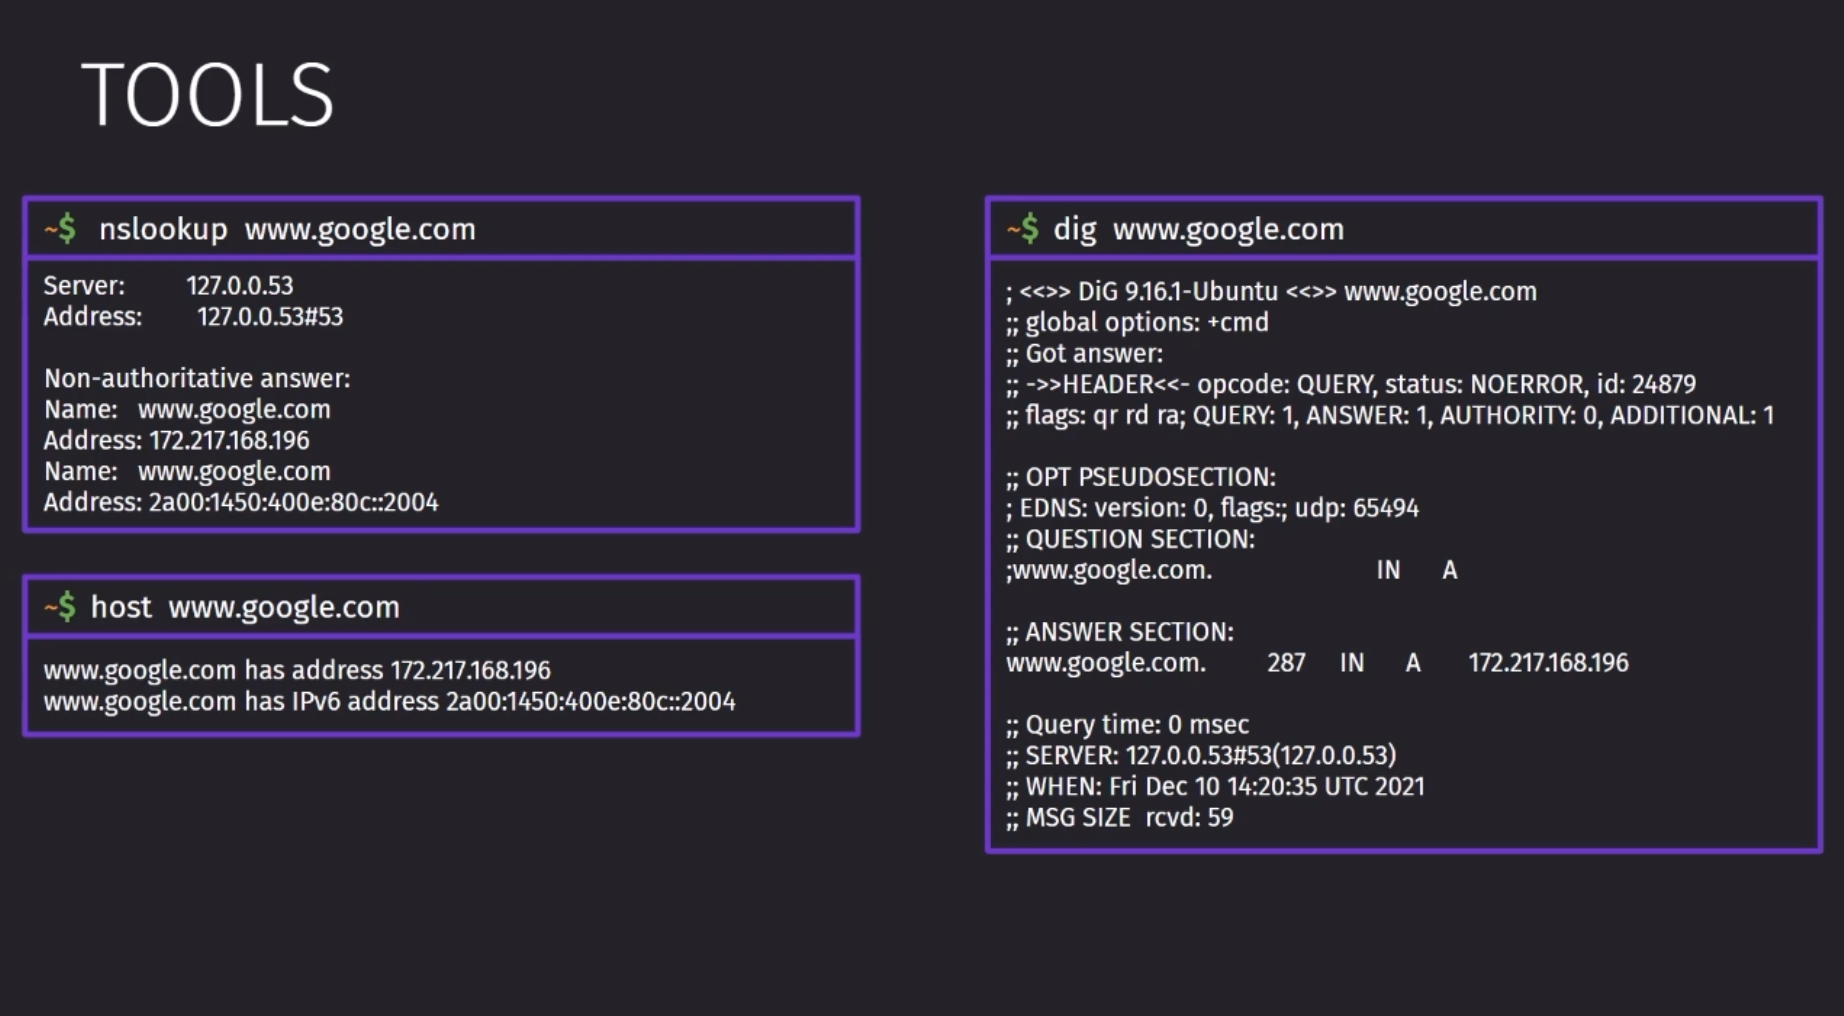 TOOLS
~$ nslookup www.google.com
Server: 127.0.0.53
Address: 127.0.0.53#53
Non-authoritative answer:
Name: www.google.com
Address: 172.217.168.196
Name: www.google.com
Address: 2a00:1450:400e:80c::2004
~$ host www.google.com
www.google.com has address 172.217.168.196
www.google.com has IPv6 address 2a00:1450:400e:80c::2004
~$ dig www.google.com
; <<>> DiG 9.16.1-Ubuntu <<>> www.google.com
;; global options: +cmd
;; Got answer:
;; ->>HEADER<<- opcode: QUERY, status: NOERROR, id: 24879
;; flags: qr rd ra; QUERY: 1, ANSWER: 1, AUTHORITY: 0, ADDITIONAL: 1
;; OPT PSEUDOSECTION:
; EDNS: version: 0, flags:; udp: 65494
;; QUESTION SECTION:
;www.google.com. IN A
;; ANSWER SECTION:
www.google.com. 287 IN A 172.217.168.196
;; Query time: 0 msec
;; SERVER: 127.0.0.53#53(127.0.0.53)
;; WHEN: Fri Dec 10 14:20:35 UTC 2021
;; MSG SIZE rcvd: 59